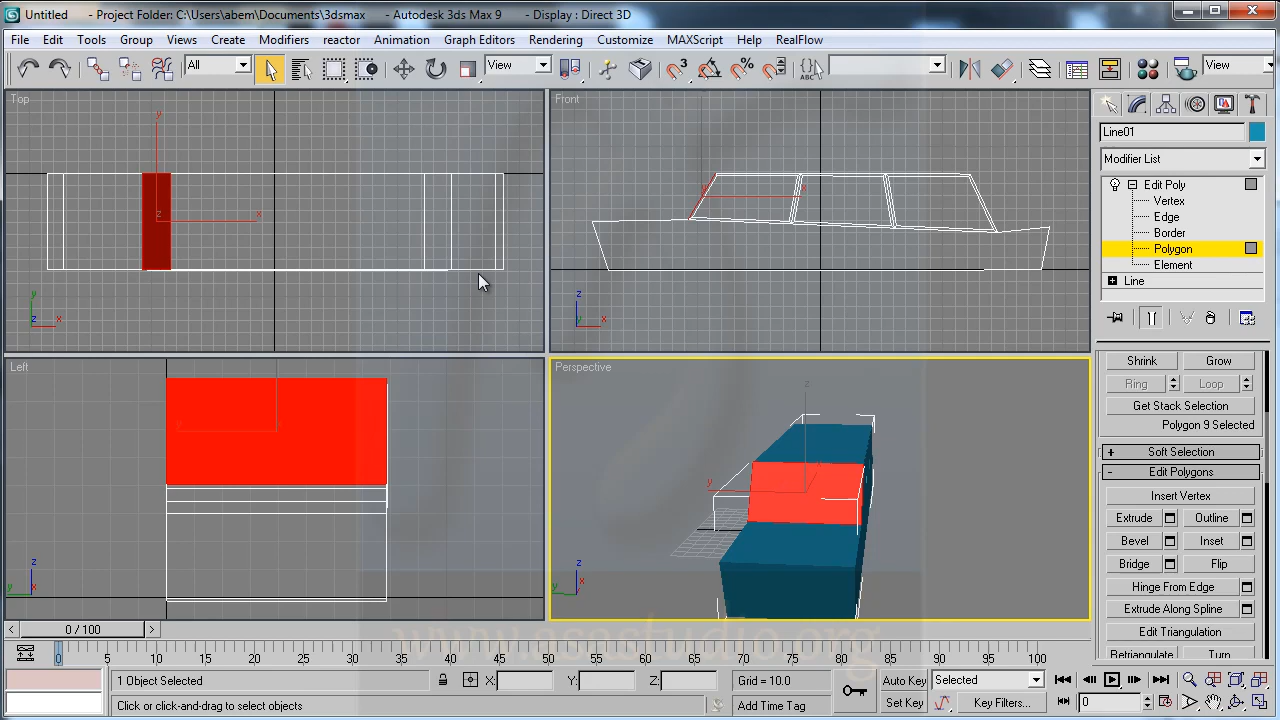 Untitled - Project Folder: C:\Users\abem\Documents\3dsmax - Autodesk 3ds Max 9 - Display : Direct 3D
File Edit Tools Group Views Create Modifiers reactor Animation Graph Editors Rendering Customize MAXScript Help RealFlow
All View 3 % ABC View
Top
Front
Line01
Modifier List
Edit Poly
Vertex
Edge
Border
Polygon
Element
Line
Left
Perspective
Shrink Grow
Ring Loop
Get Stack Selection
Polygon 9 Selected
+ Soft Selection
- Edit Polygons
Insert Vertex
Extrude Outline
Bevel Inset
Bridge Flip
Hinge From Edge
Extrude Along Spline
Edit Triangulation
Retriangulate Turn
0 / 100
www.asastudio.org
0 5 10 15 20 25 30 35 40 45 50 55 60 65 70 75 80 85 90 95 100
1 Object Selected X: Y: Z: Grid = 10.0 Auto Key Selected
Click or click-and-drag to select objects Add Time Tag Set Key Key Filters... 0